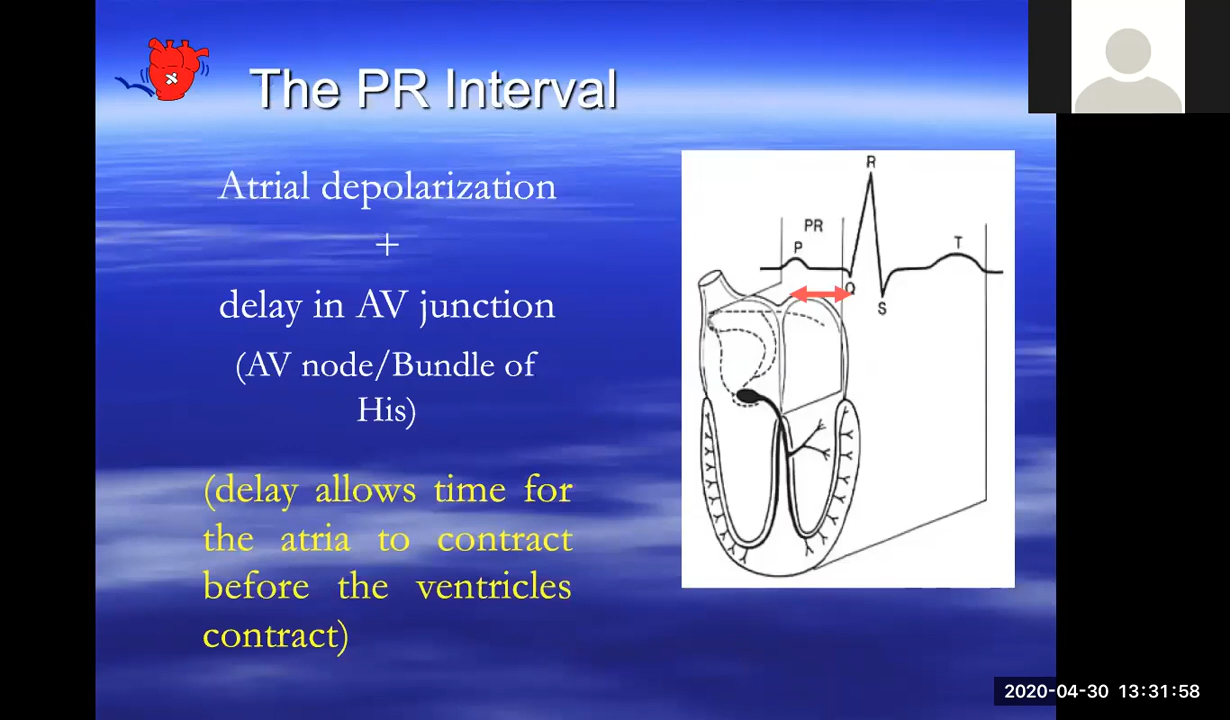 The PR Interval
Atrial depolarization
+
delay in AV junction
(AV node/Bundle of
His)
(delay allows time for
the atria to contract
before the ventricles
contract)
R
PR
P
T
Q
S
2020-04-30 13:31:58